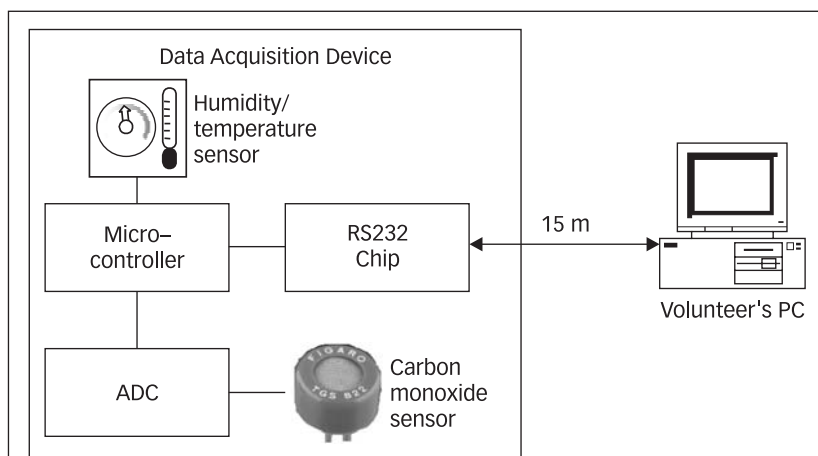 Data Acquisition Device
Humidity/
temperature
sensor
Micro–
controller
RS232
Chip
15 m
Volunteer's PC
ADC
FIGARO
TGS 822
Carbon
monoxide
sensor